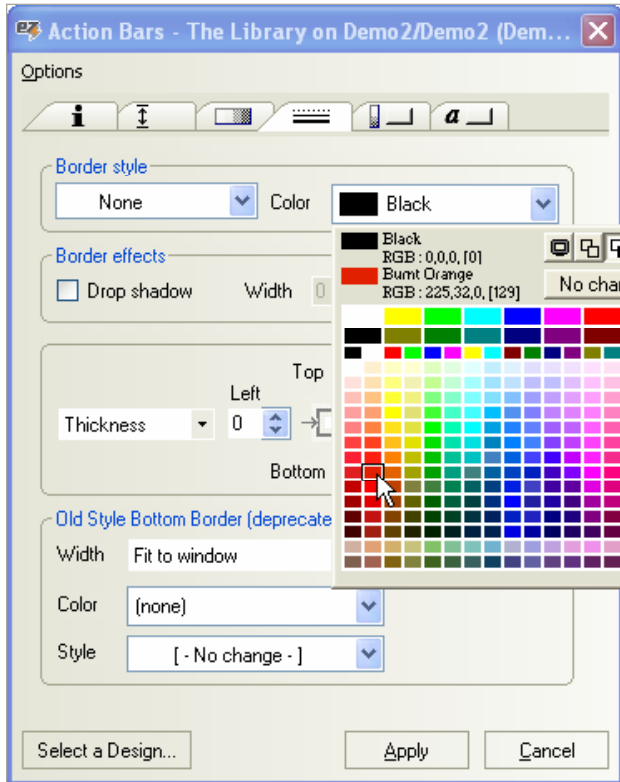 Action Bars - The Library on Demo2/Demo2 (Dem...
Options
i
a
Border style
None
Color
Black
Border effects
Drop shadow
Width
0
Black
RGB : 0,0,0, [0]
Burnt Orange
RGB : 225,32,0, [129]
No chan
Top
Left
Thickness
0
Bottom
Old Style Bottom Border (deprecate
Width
Fit to window
Color
(none)
Style
[ - No change - ]
Select a Design...
Apply
Cancel